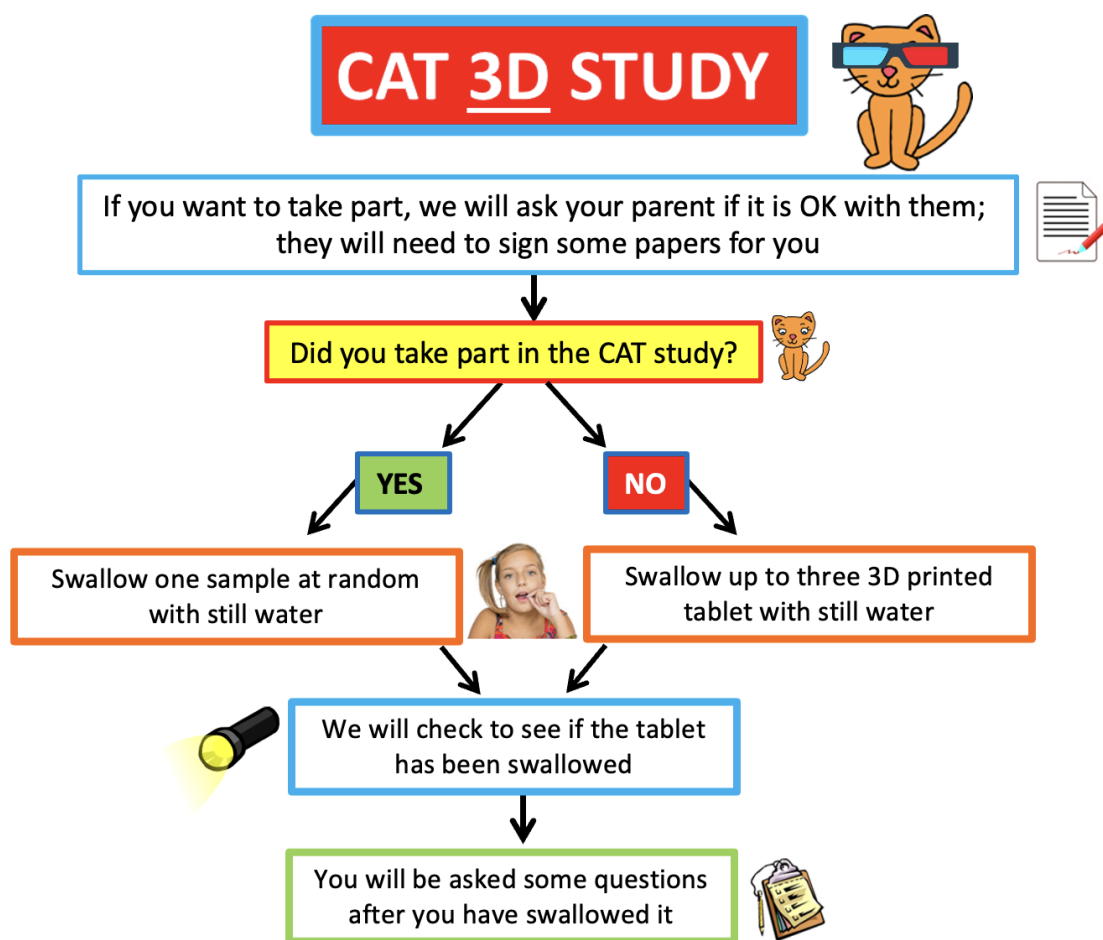 CAT 3D STUDY
If you want to take part, we will ask your parent if it is OK with them;
they will need to sign some papers for you
Did you take part in the CAT study?
YES
NO
Swallow one sample at random
with still water
Swallow up to three 3D printed
tablet with still water
We will check to see if the tablet
has been swallowed
You will be asked some questions
after you have swallowed it